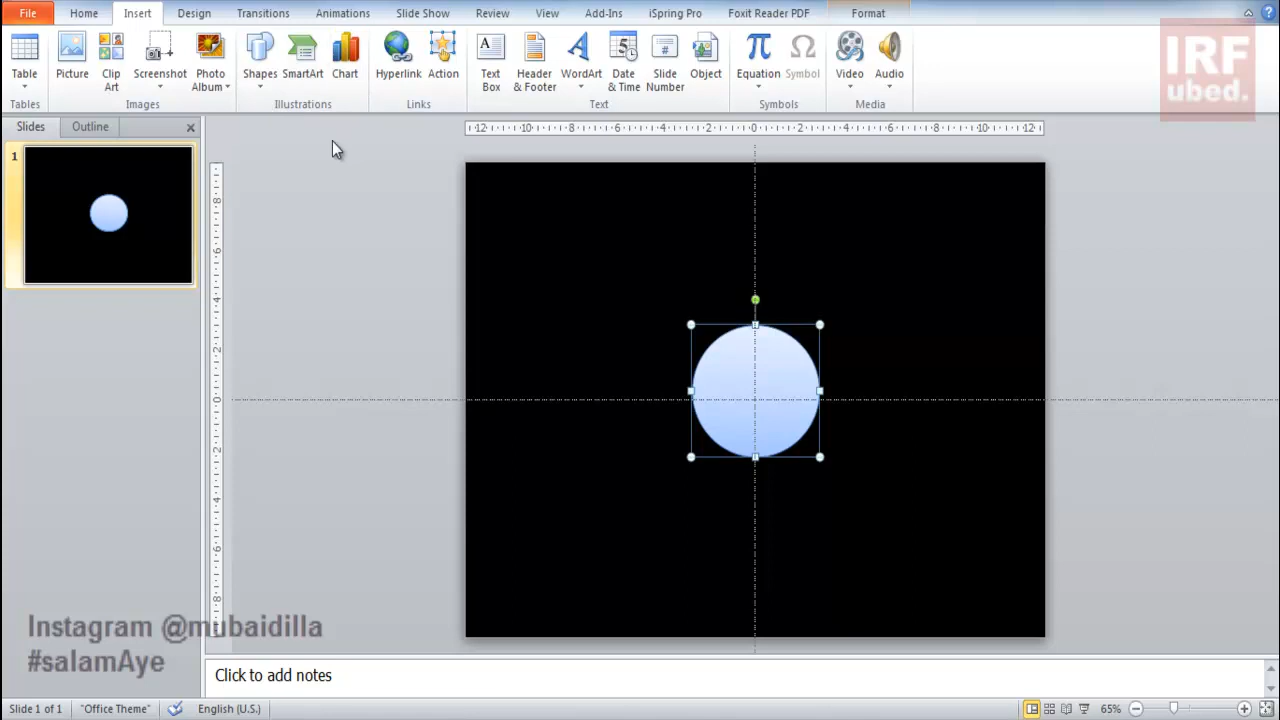 File Home Insert Design Transitions Animations Slide Show Review View Add-Ins iSpring Pro Foxit Reader PDF Format
Table Picture Clip Art Screenshot Photo Album Shapes SmartArt Chart Hyperlink Action Text Box Header & Footer WordArt Date & Time Slide Number Object Equation Symbol Video Audio
Tables Images Illustrations Links Text Symbols Media
IRF
ubed.
Slides Outline
1
Instagram @mubaidilla
#salamAye
Click to add notes
Slide 1 of 1 "Office Theme" English (U.S.) 65%